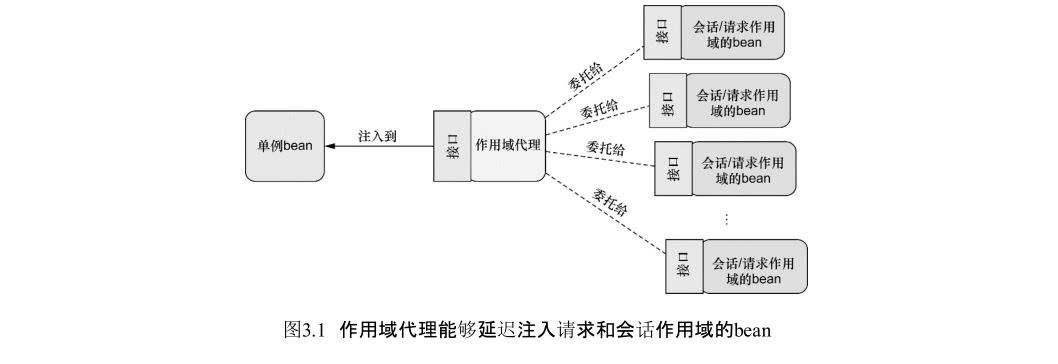 单例bean
注入到
接口
作用域代理
委托给
委托给
委托给
委托给
接口
会话/请求作用
域的bean
接口
会话/请求作用
域的bean
接口
会话/请求作用
域的bean
⋮
接口
会话/请求作用
域的bean
图3.1 作用域代理能够延迟注入请求和会话作用域的bean